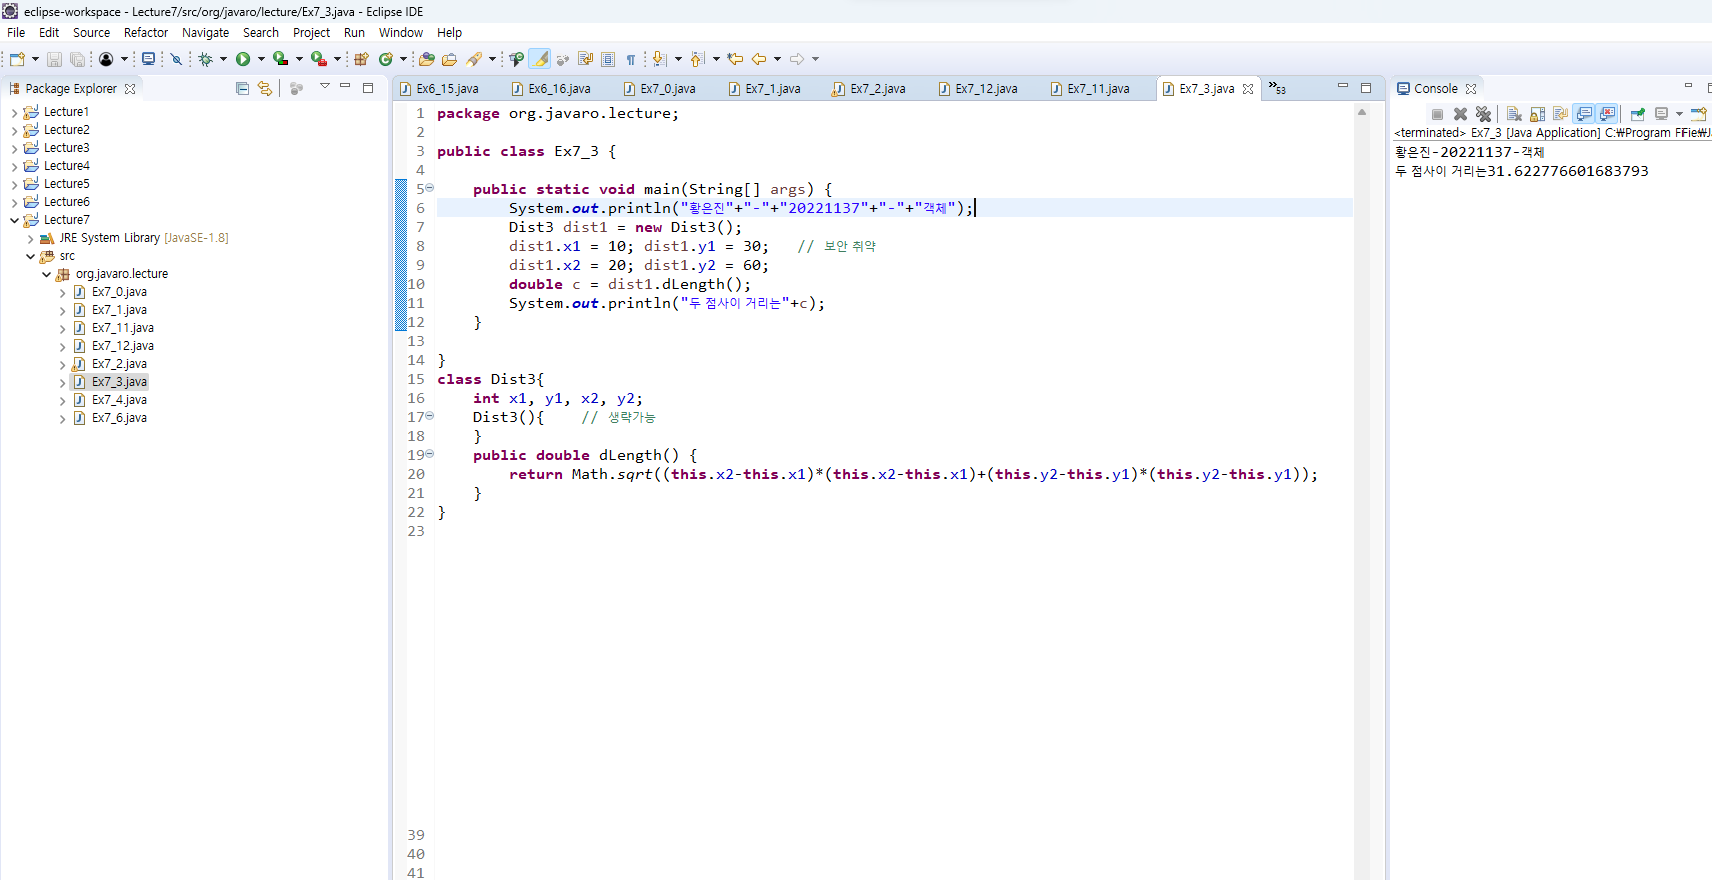 eclipse-workspace - Lecture7/src/org/javaro/lecture/Ex7_3.java - Eclipse IDE
File Edit Source Refactor Navigate Search Project Run Window Help
Package Explorer
Lecture1
Lecture2
Lecture3
Lecture4
Lecture5
Lecture6
Lecture7
JRE System Library [JavaSE-1.8]
src
org.javaro.lecture
Ex7_0.java
Ex7_1.java
Ex7_11.java
Ex7_12.java
Ex7_2.java
Ex7_3.java
Ex7_4.java
Ex7_6.java
Ex6_15.java Ex6_16.java Ex7_0.java Ex7_1.java Ex7_2.java Ex7_12.java Ex7_11.java Ex7_3.java »53
1 package org.javaro.lecture;
2
3 public class Ex7_3 {
4
5 public static void main(String[] args) {
6 System.out.println("황은진"+"-"+"20221137"+"-"+"객체");
7 Dist3 dist1 = new Dist3();
8 dist1.x1 = 10; dist1.y1 = 30; // 보안 취약
9 dist1.x2 = 20; dist1.y2 = 60;
10 double c = dist1.dLength();
11 System.out.println("두 점사이 거리는"+c);
12 }
13
14 }
15 class Dist3{
16 int x1, y1, x2, y2;
17 Dist3(){ // 생략가능
18 }
19 public double dLength() {
20 return Math.sqrt((this.x2-this.x1)*(this.x2-this.x1)+(this.y2-this.y1)*(this.y2-this.y1));
21 }
22 }
23
39
40
41
Console
<terminated> Ex7_3 [Java Application] C:₩Program FFie₩J
황은진-20221137-객체
두 점사이 거리는31.622776601683793